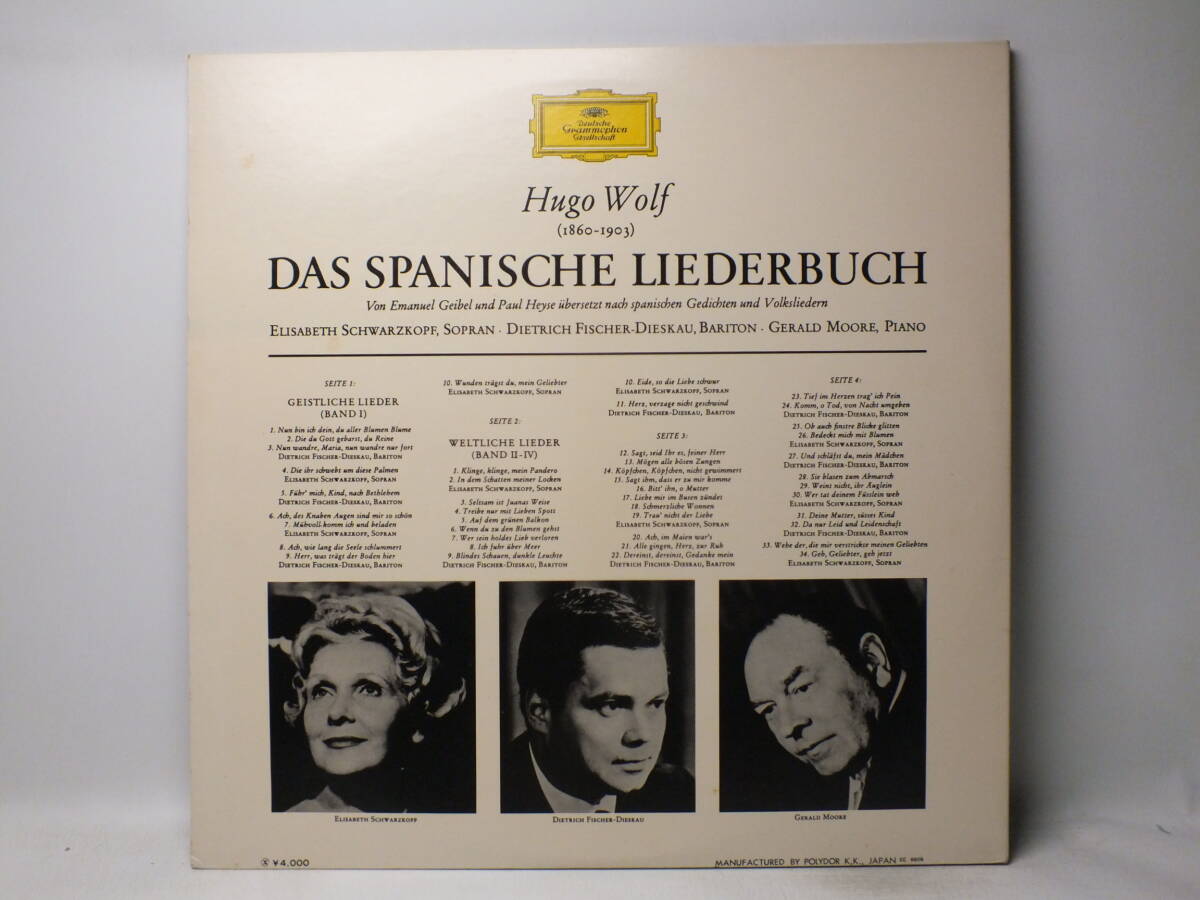 Deutsche
Grammophon
Gesellschaft
Hugo Wolf
(1860-1903)
DAS SPANISCHE LIEDERBUCH
Von Emanuel Geibel und Paul Heyse übersetzt nach spanischen Gedichten und Volksliedern
ELISABETH SCHWARZKOPF, SOPRAN · DIETRICH FISCHER-DIESKAU, BARITON · GERALD MOORE, PIANO
SEITE 1:
GEISTLICHE LIEDER
(BAND I)
1. Nun bin ich dein, du aller Blumen Blume
2. Die du Gott gebarst, du Reine
3. Nun wandre, Maria, nun wandre nur fort
DIETRICH FISCHER-DIESKAU, BARITON
4. Die ihr schwebt um diese Palmen
ELISABETH SCHWARZKOPF, SOPRAN
5. Führ' mich, Kind, nach Bethlehem
DIETRICH FISCHER-DIESKAU, BARITON
6. Ach, des Knaben Augen sind mir so schön
7. Mühvoll komm ich und beladen
ELISABETH SCHWARZKOPF, SOPRAN
8. Ach, wie lang die Seele schlummert
9. Herr, was trägt der Boden hier
DIETRICH FISCHER-DIESKAU, BARITON
10. Wunden trägst du, mein Geliebter
ELISABETH SCHWARZKOPF, SOPRAN
SEITE 2:
WELTLICHE LIEDER
(BAND II-IV)
1. Klinge, klinge, mein Pandero
2. In dem Schatten meiner Locken
ELISABETH SCHWARZKOPF, SOPRAN
3. Seltsam ist Juanas Weise
4. Treibe nur mit Lieben Spott
5. Auf dem grünen Balkon
6. Wenn du zu den Blumen gehst
7. Wer sein holdes Lieb verloren
8. Ich fuhr über Meer
9. Blindes Schauen, dunkle Leuchte
DIETRICH FISCHER-DIESKAU, BARITON
10. Eide, so die Liebe schwur
ELISABETH SCHWARZKOPF, SOPRAN
11. Herz, verzage nicht geschwind
DIETRICH FISCHER-DIESKAU, BARITON
SEITE 3:
12. Sagt, seid Ihr es, feiner Herr
13. Mögen alle bösen Zungen
14. Köpfchen, Köpfchen, nicht gewimmert
15. Sagt ihm, dass er zu mir komme
16. Bitt' ihn, o Mutter
17. Liebe mir im Busen zündet
18. Schmerzliche Wonnen
19. Trau' nicht der Liebe
ELISABETH SCHWARZKOPF, SOPRAN
20. Ach, im Maien war's
21. Alle gingen, Herz, zur Ruh
22. Dereinst, dereinst, Gedanke mein
DIETRICH FISCHER-DIESKAU, BARITON
SEITE 4:
23. Tief im Herzen trag' ich Pein
24. Komm, o Tod, von Nacht umgeben
DIETRICH FISCHER-DIESKAU, BARITON
25. Ob auch finstre Blicke glitten
26. Bedeckt mich mit Blumen
ELISABETH SCHWARZKOPF, SOPRAN
27. Und schläfst du, mein Mädchen
DIETRICH FISCHER-DIESKAU, BARITON
28. Sie blasen zum Abmarsch
29. Weint nicht, ihr Äuglein
30. Wer tat deinem Füsslein weh
ELISABETH SCHWARZKOPF, SOPRAN
31. Deine Mutter, süsses Kind
32. Da nur Leid und Leidenschaft
DIETRICH FISCHER-DIESKAU, BARITON
33. Wehe der, die mir verstrickte meinen Geliebten
34. Geh, Geliebter, geh jetzt
ELISABETH SCHWARZKOPF, SOPRAN
ELISABETH SCHWARZKOPF
DIETRICH FISCHER-DIESKAU
GERALD MOORE
¥4,000
MANUFACTURED BY POLYDOR K.K., JAPAN